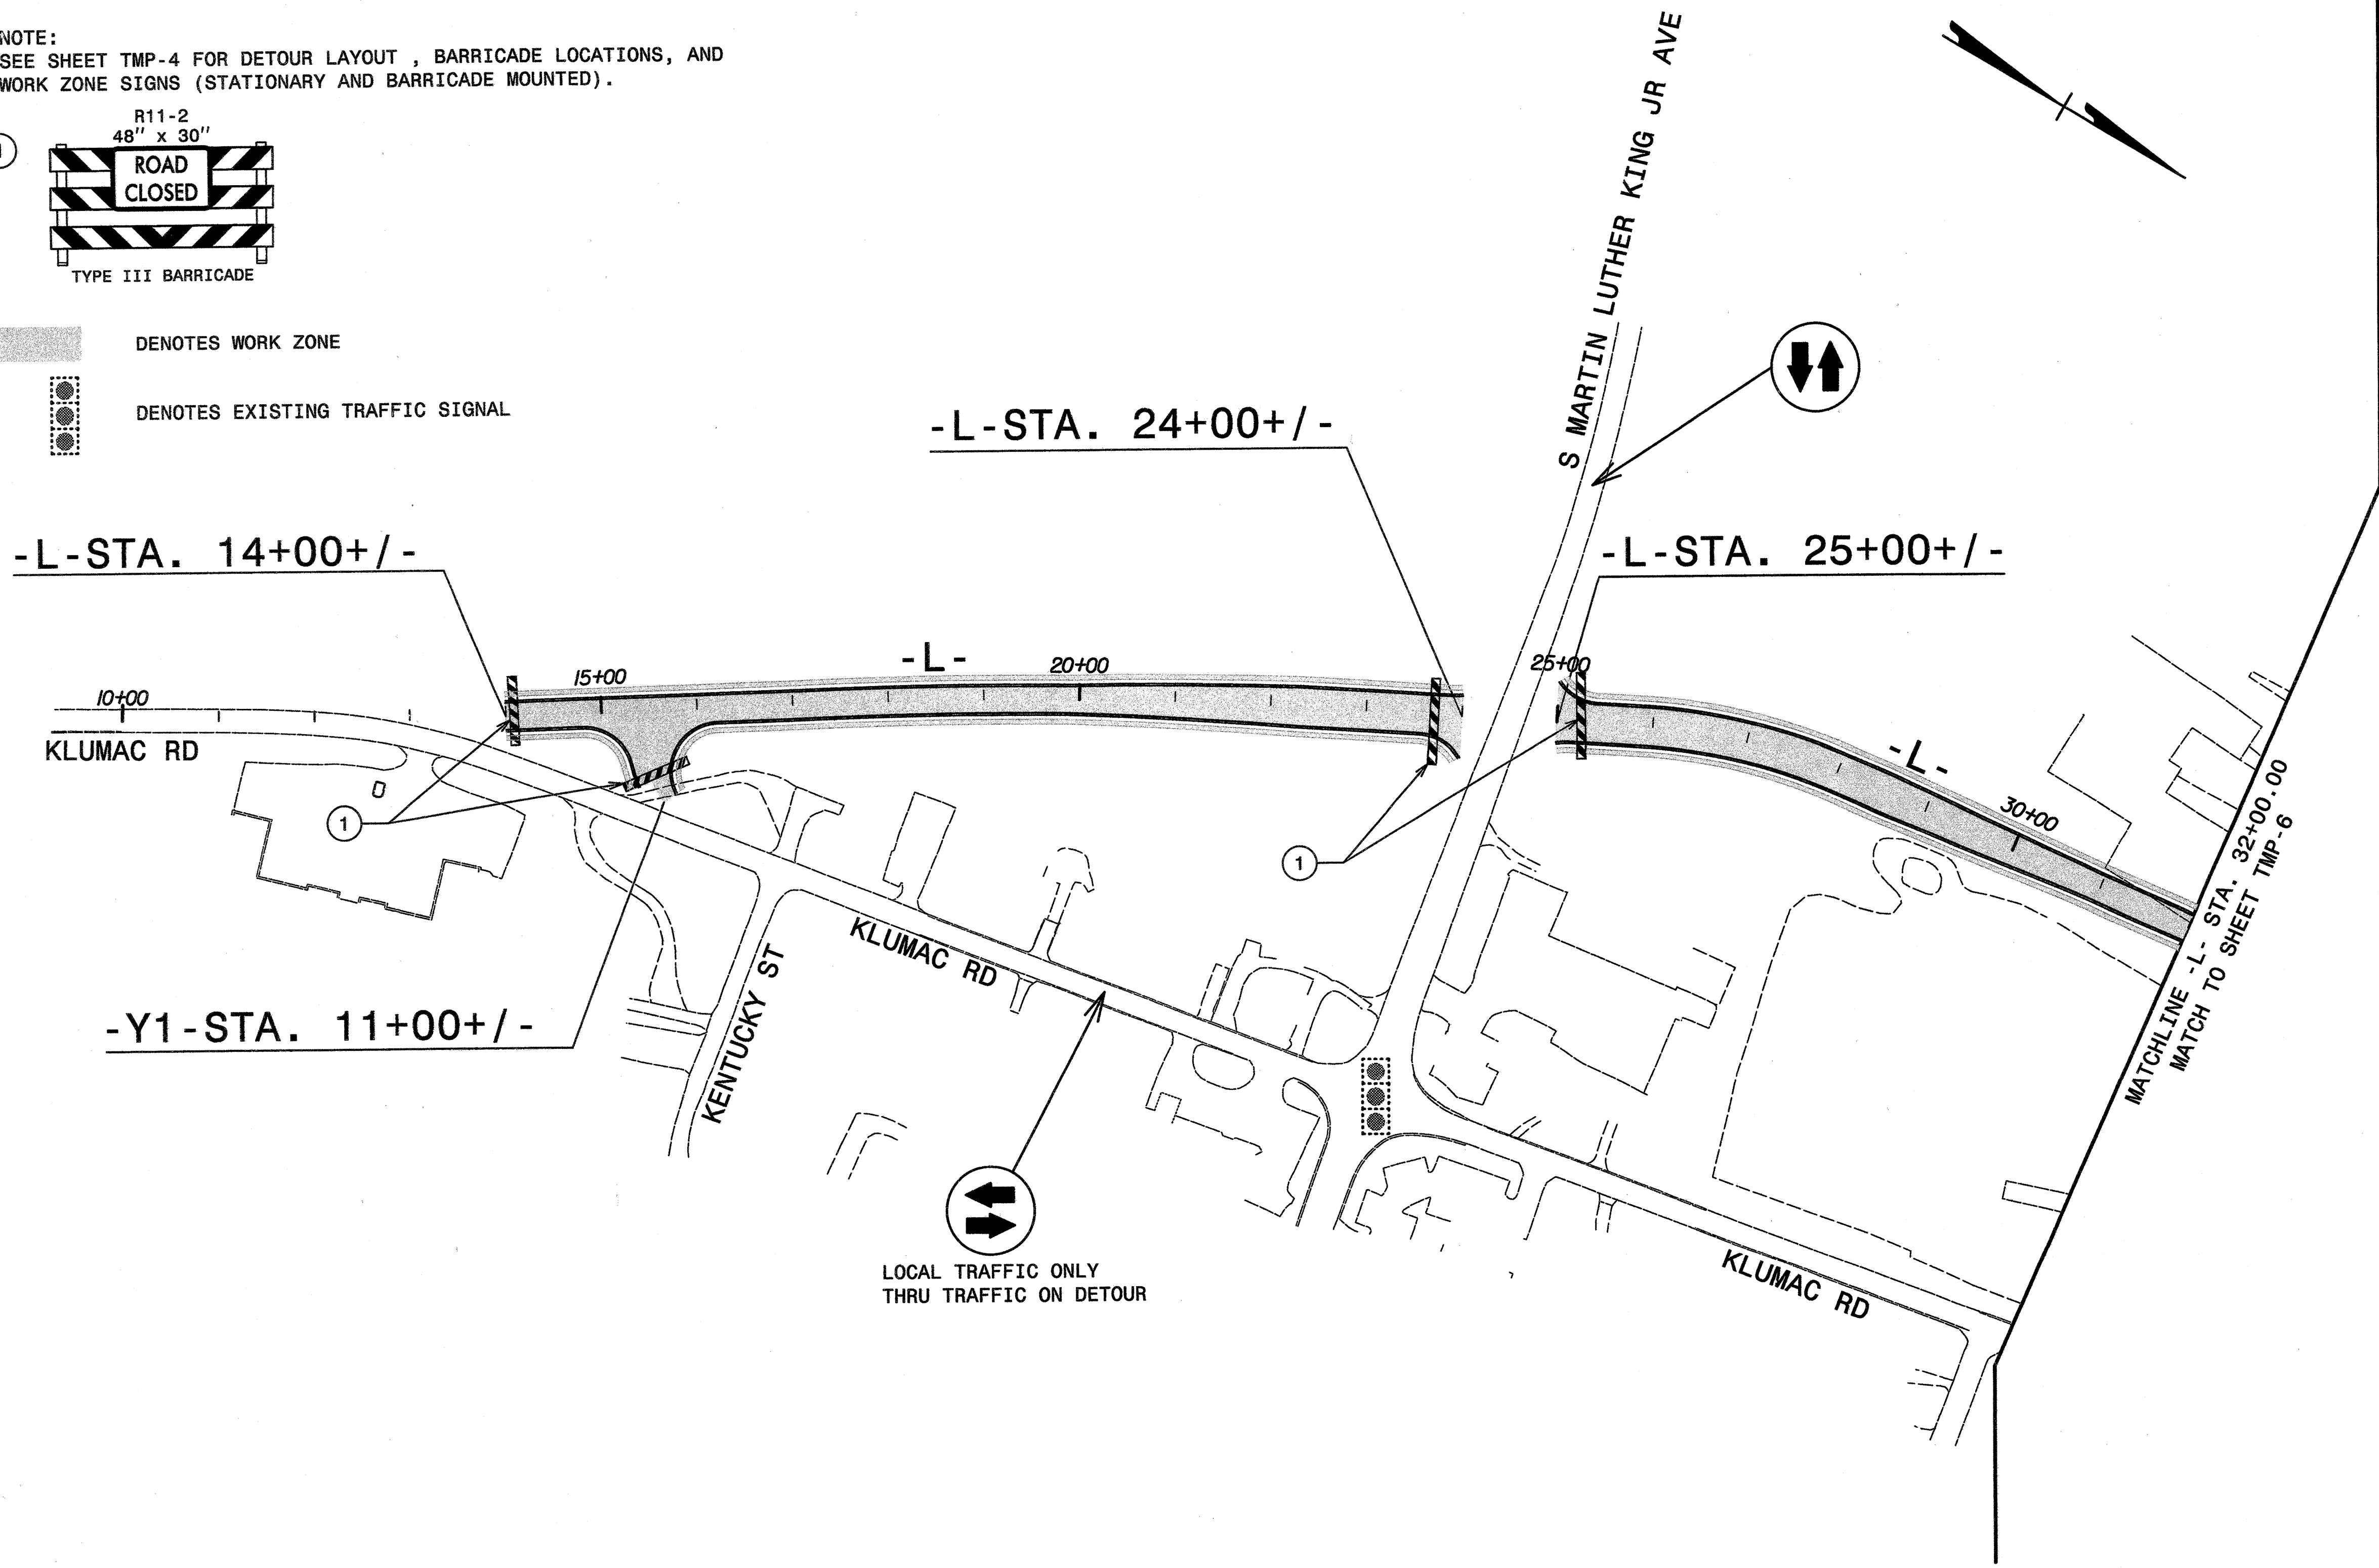 NOTE:
SEE SHEET TMP-4 FOR DETOUR LAYOUT , BARRICADE LOCATIONS, AND
WORK ZONE SIGNS (STATIONARY AND BARRICADE MOUNTED).
R11-2
48" x 30"
ROAD
CLOSED
TYPE III BARRICADE
DENOTES WORK ZONE
DENOTES EXISTING TRAFFIC SIGNAL
S MARTIN LUTHER KING JR AVE
-L-STA. 24+00+/-
-L-STA. 14+00+/-
-L-STA. 25+00+/-
10+00
15+00
-L-
20+00
25+00
-L-
30+00
KLUMAC RD
1
1
KLUMAC RD
KENTUCKY ST
-Y1-STA. 11+00+/-
MATCHLINE -L- STA. 32+00.00
MATCH TO SHEET TMP-6
LOCAL TRAFFIC ONLY
THRU TRAFFIC ON DETOUR
KLUMAC RD